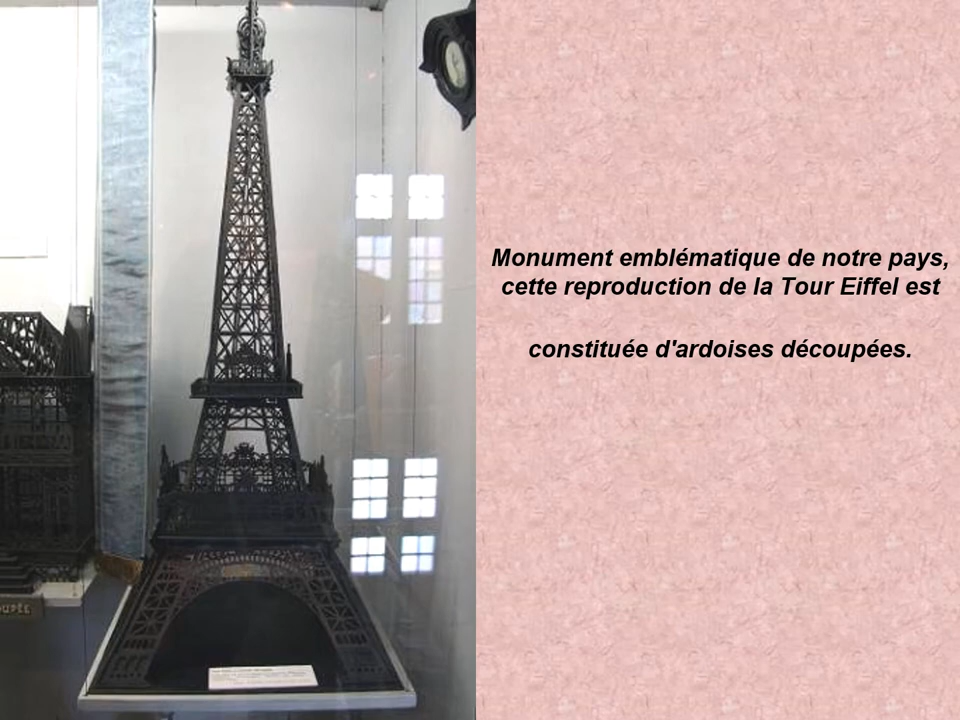 Monument emblématique de notre pays,
cette reproduction de la Tour Eiffel est
constituée d'ardoises découpées.